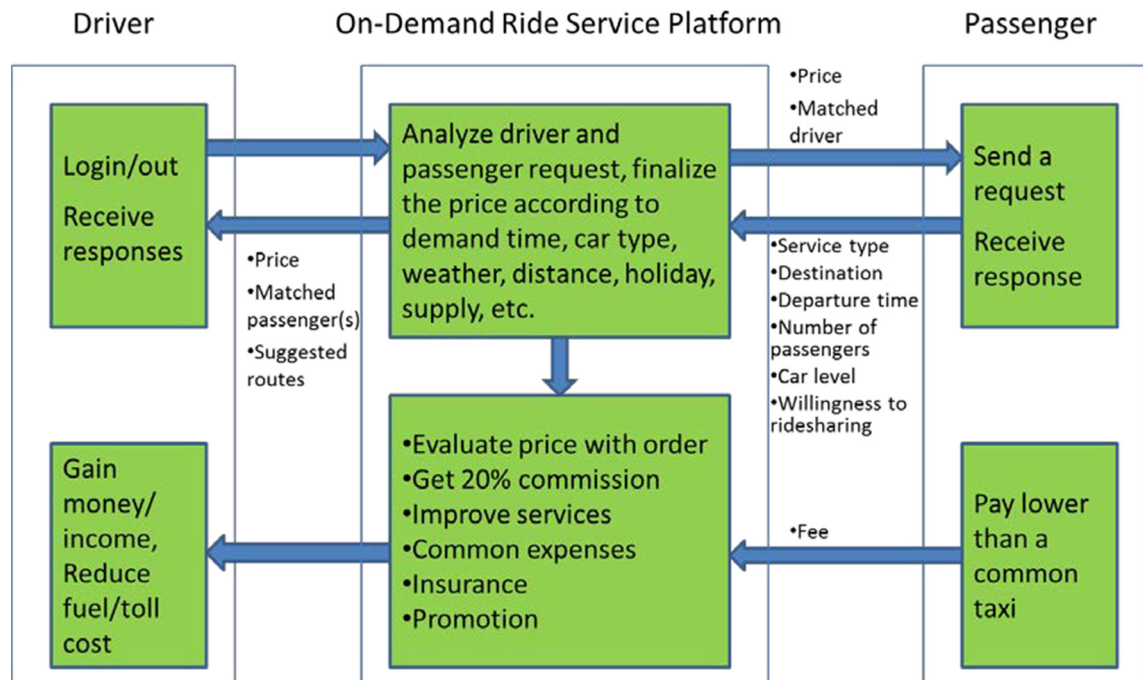 Driver
On-Demand Ride Service Platform
Passenger
Login/out
Receive
responses
•Price
•Matched
passenger(s)
•Suggested
routes
Analyze driver and
passenger request, finalize
the price according to
demand time, car type,
weather, distance, holiday,
supply, etc.
•Price
•Matched
driver
Send a
request
Receive
response
•Service type
•Destination
•Departure time
•Number of
passengers
•Car level
•Willingness to
ridesharing
Gain
money/
income,
Reduce
fuel/toll
cost
•Evaluate price with order
•Get 20% commission
•Improve services
•Common expenses
•Insurance
•Promotion
•Fee
Pay lower
than a
common
taxi